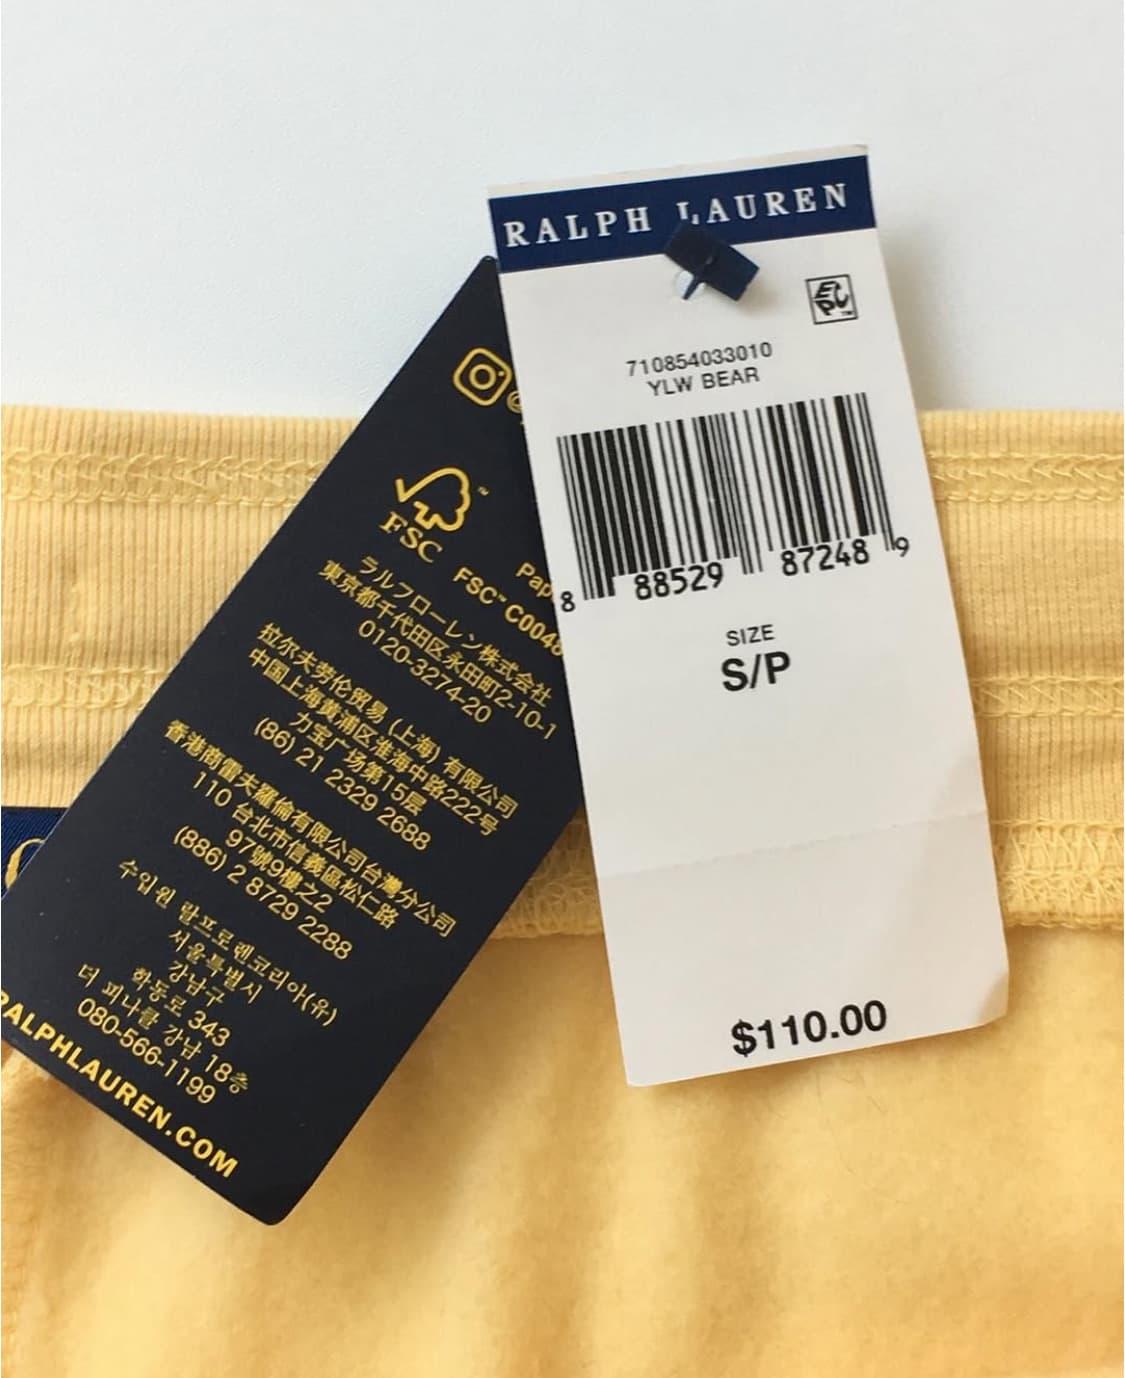 RALPH LAUREN
EPC™
710854033010
YLW BEAR
8 88529 87248 9
SIZE
S/P
$110.00
FSC™
Pap
FSC™ C0048
ラルフローレン株式会社
東京都千代田区永田町2-10-1
0120-3274-20
拉尔夫劳伦贸易（上海）有限公司
中国上海黄浦区淮海中路222号
力宝广场第15层
(86) 21 2329 2688
香港商雷夫羅倫有限公司台灣分公司
110 台北市信義區松仁路
97號9樓之2
(886) 2 8729 2288
수입원 랄프로렌코리아(유)
서울특별시
강남구
학동로 343
더 피나클 강남 18층
080-566-1199
RALPHLAUREN.COM